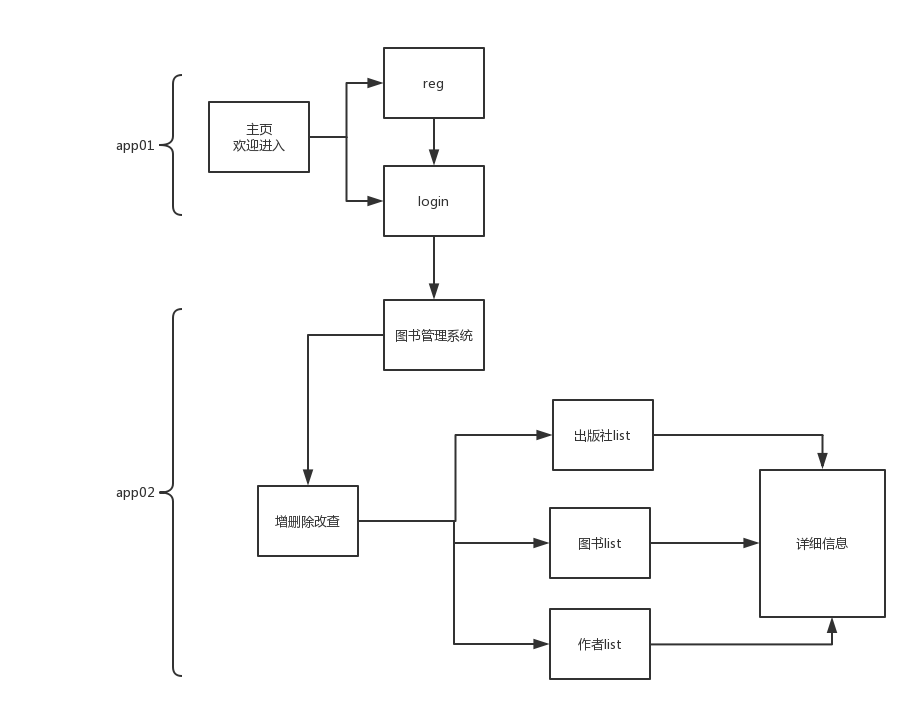 reg
app01
主页
欢迎进入
login
图书管理系统
出版社list
app02
增删除改查
图书list
详细信息
作者list